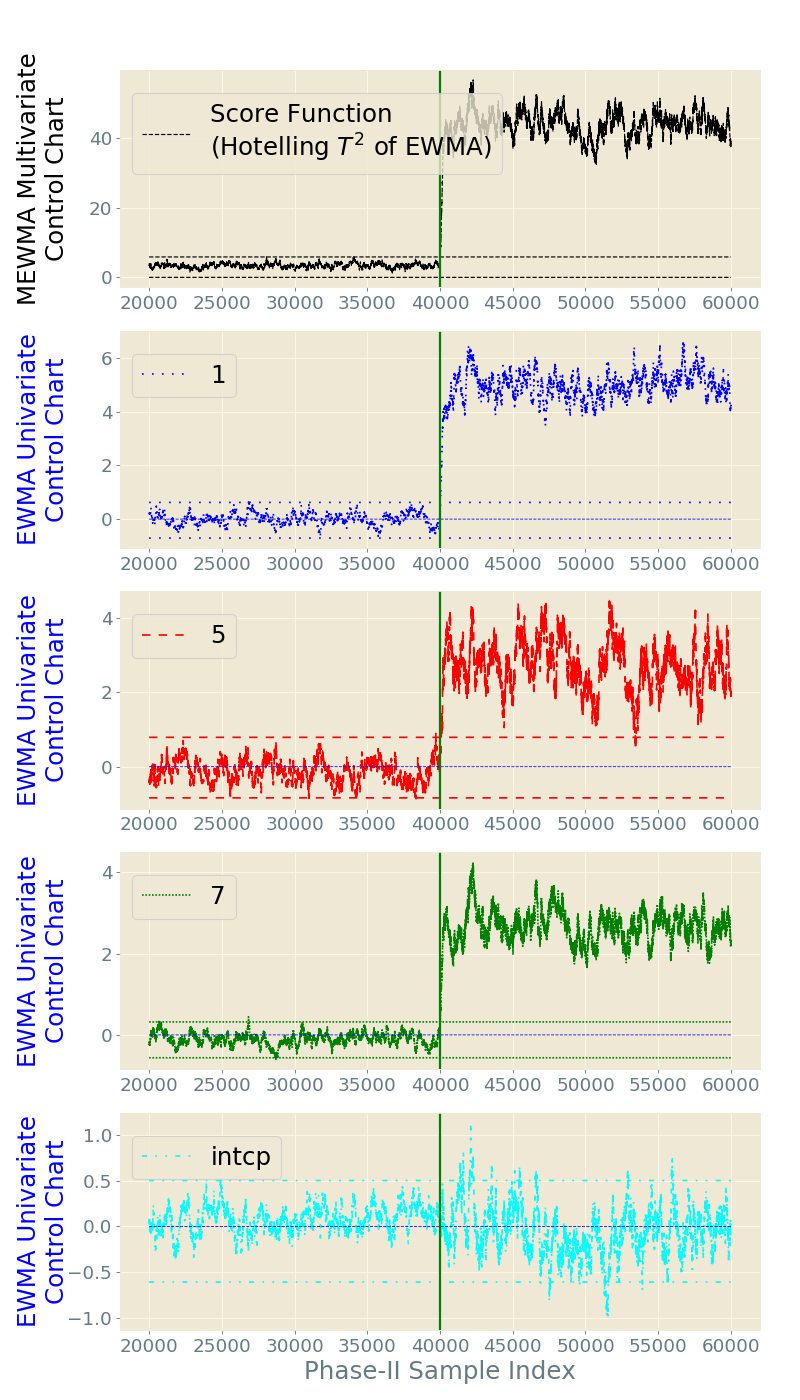 MEWMA Multivariate
Control Chart
Score Function
(Hotelling T² of EWMA)
40
20
0
20000 25000 30000 35000 40000 45000 50000 55000 60000
EWMA Univariate
Control Chart
1
6
4
2
0
20000 25000 30000 35000 40000 45000 50000 55000 60000
EWMA Univariate
Control Chart
5
4
2
0
20000 25000 30000 35000 40000 45000 50000 55000 60000
EWMA Univariate
Control Chart
7
4
2
0
20000 25000 30000 35000 40000 45000 50000 55000 60000
EWMA Univariate
Control Chart
intcp
1.0
0.5
0.0
−0.5
−1.0
20000 25000 30000 35000 40000 45000 50000 55000 60000
Phase-II Sample Index